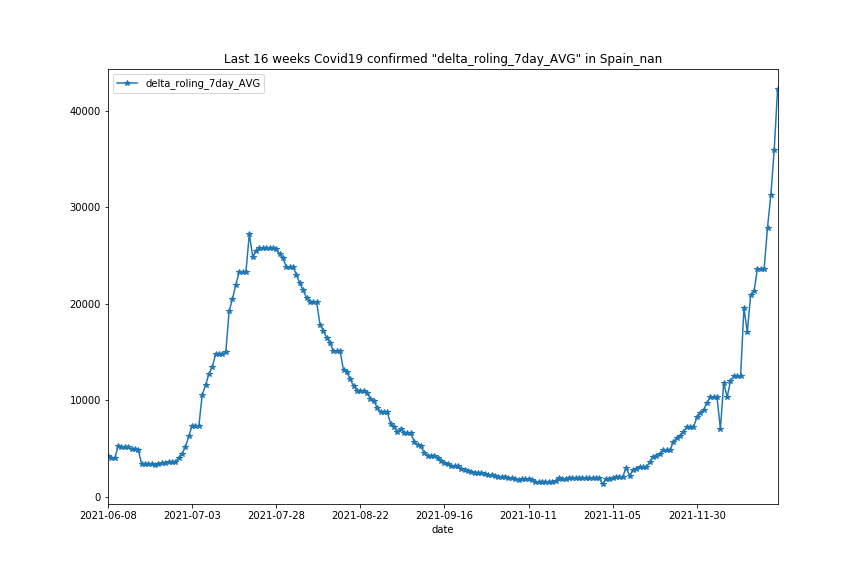 Last 16 weeks Covid19 confirmed "delta_roling_7day_AVG" in Spain_nan
delta_roling_7day_AVG
40000
30000
20000
10000
0
2021-06-08 2021-07-03 2021-07-28 2021-08-22 2021-09-16 2021-10-11 2021-11-05 2021-11-30
date